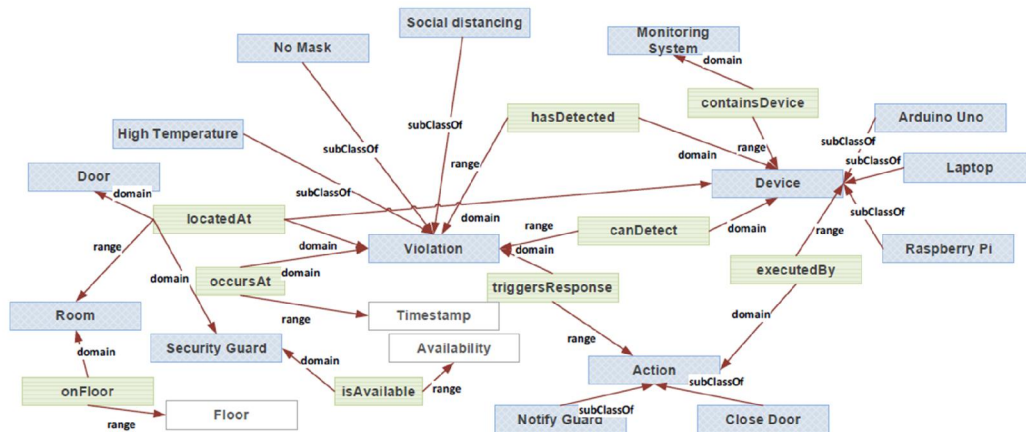 Social distancing
No Mask
Monitoring
System
domain
High Temperature
subClassOf
hasDetected
containsDevice
Arduino Uno
subClassOf
subClassOf
range
domain
range
subClassOf
Laptop
Door
domain
subClassOf
Device
locatedAt
domain
range
subClassOf
range
domain
Violation
range
canDetect
domain
Raspberry Pi
domain
domain
executedBy
occursAt
domain
triggersResponse
Room
range
Timestamp
domain
domain
Security Guard
Availability
range
domain
Action
onFloor
isAvailable
range
subClassOf
Floor
Notify Guard
subClassOf
Close Door
range